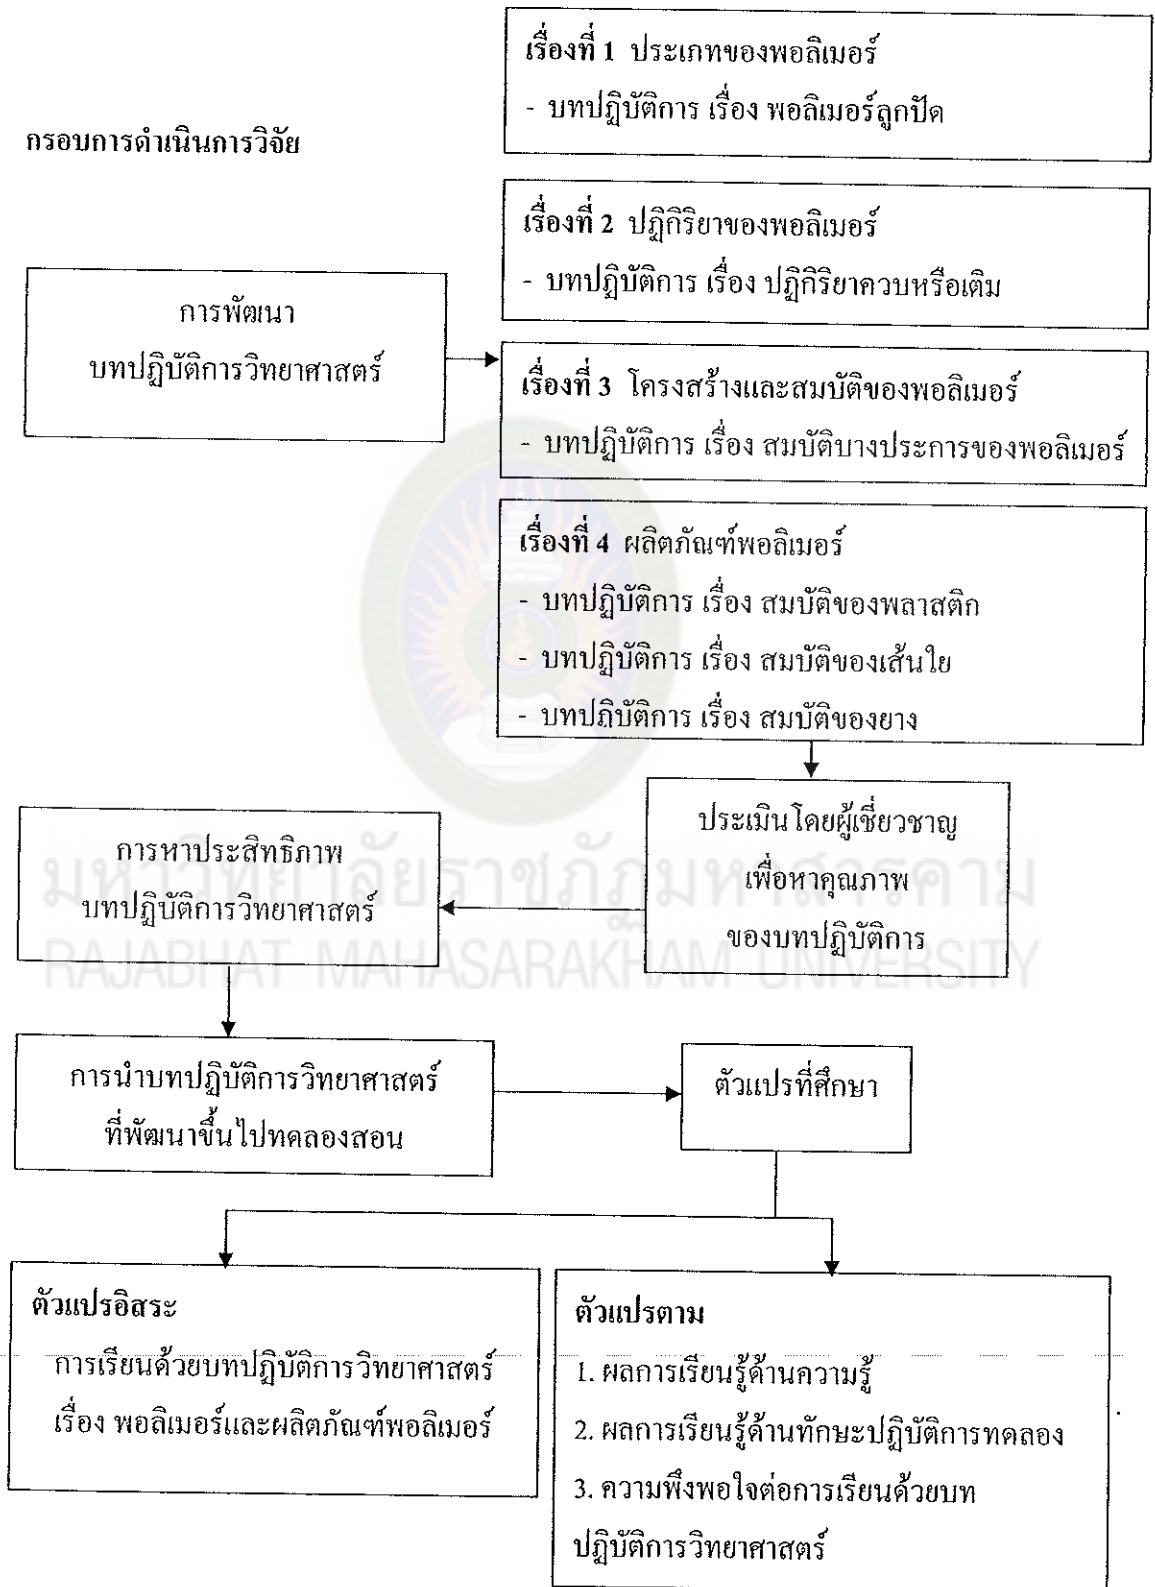 เรื่องที่ 1 ประเภทของพอลิเมอร์
- บทปฏิบัติการ เรื่อง พอลิเมอร์ลูกปัด
กรอบการดำเนินการวิจัย
เรื่องที่ 2 ปฏิกิริยาของพอลิเมอร์
- บทปฏิบัติการ เรื่อง ปฏิกิริยาควบหรือเติม
การพัฒนา
บทปฏิบัติการวิทยาศาสตร์
เรื่องที่ 3 โครงสร้างและสมบัติของพอลิเมอร์
- บทปฏิบัติการ เรื่อง สมบัติบางประการของพอลิเมอร์
เรื่องที่ 4 ผลิตภัณฑ์พอลิเมอร์
- บทปฏิบัติการ เรื่อง สมบัติของพลาสติก
- บทปฏิบัติการ เรื่อง สมบัติของเส้นใย
- บทปฏิบัติการ เรื่อง สมบัติของยาง
ประเมินโดยผู้เชี่ยวชาญ
เพื่อหาคุณภาพ
ของบทปฏิบัติการ
การหาประสิทธิภาพ
บทปฏิบัติการวิทยาศาสตร์
มหาวิทยาลัยราชภัฏมหาสารคาม
RAJABHAT MAHASARAKHAM UNIVERSITY
การนำบทปฏิบัติการวิทยาศาสตร์
ที่พัฒนาขึ้นไปทดลองสอน
ตัวแปรที่ศึกษา
ตัวแปรอิสระ
การเรียนด้วยบทปฏิบัติการวิทยาศาสตร์
เรื่อง พอลิเมอร์และผลิตภัณฑ์พอลิเมอร์
ตัวแปรตาม
1. ผลการเรียนรู้ด้านความรู้
2. ผลการเรียนรู้ด้านทักษะปฏิบัติการทดลอง
3. ความพึงพอใจต่อการเรียนด้วยบท
ปฏิบัติการวิทยาศาสตร์